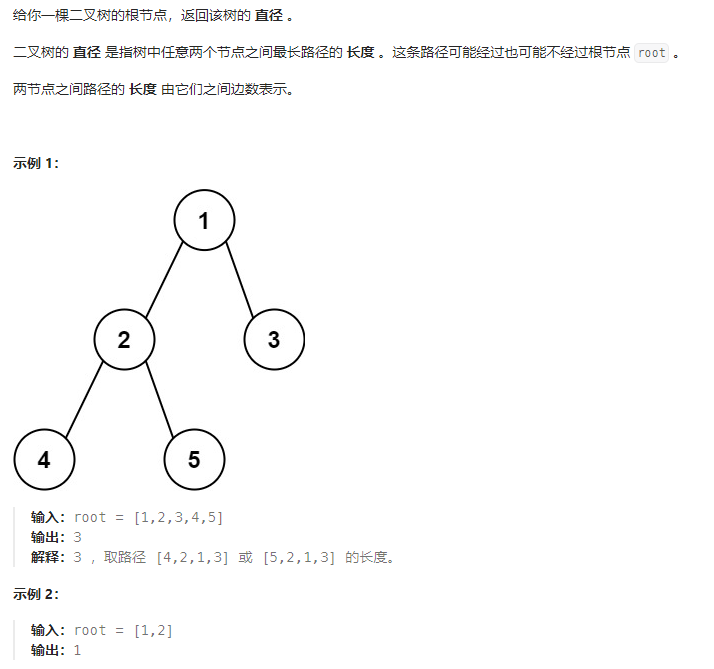 给你一棵二叉树的根节点，返回该树的 直径 。
二叉树的 直径 是指树中任意两个节点之间最长路径的 长度 。这条路径可能经过也可能不经过根节点 root 。
两节点之间路径的 长度 由它们之间边数表示。
示例 1：
1
2
3
4
5
输入：root = [1,2,3,4,5]
输出：3
解释：3 ，取路径 [4,2,1,3] 或 [5,2,1,3] 的长度。
示例 2：
输入：root = [1,2]
输出：1